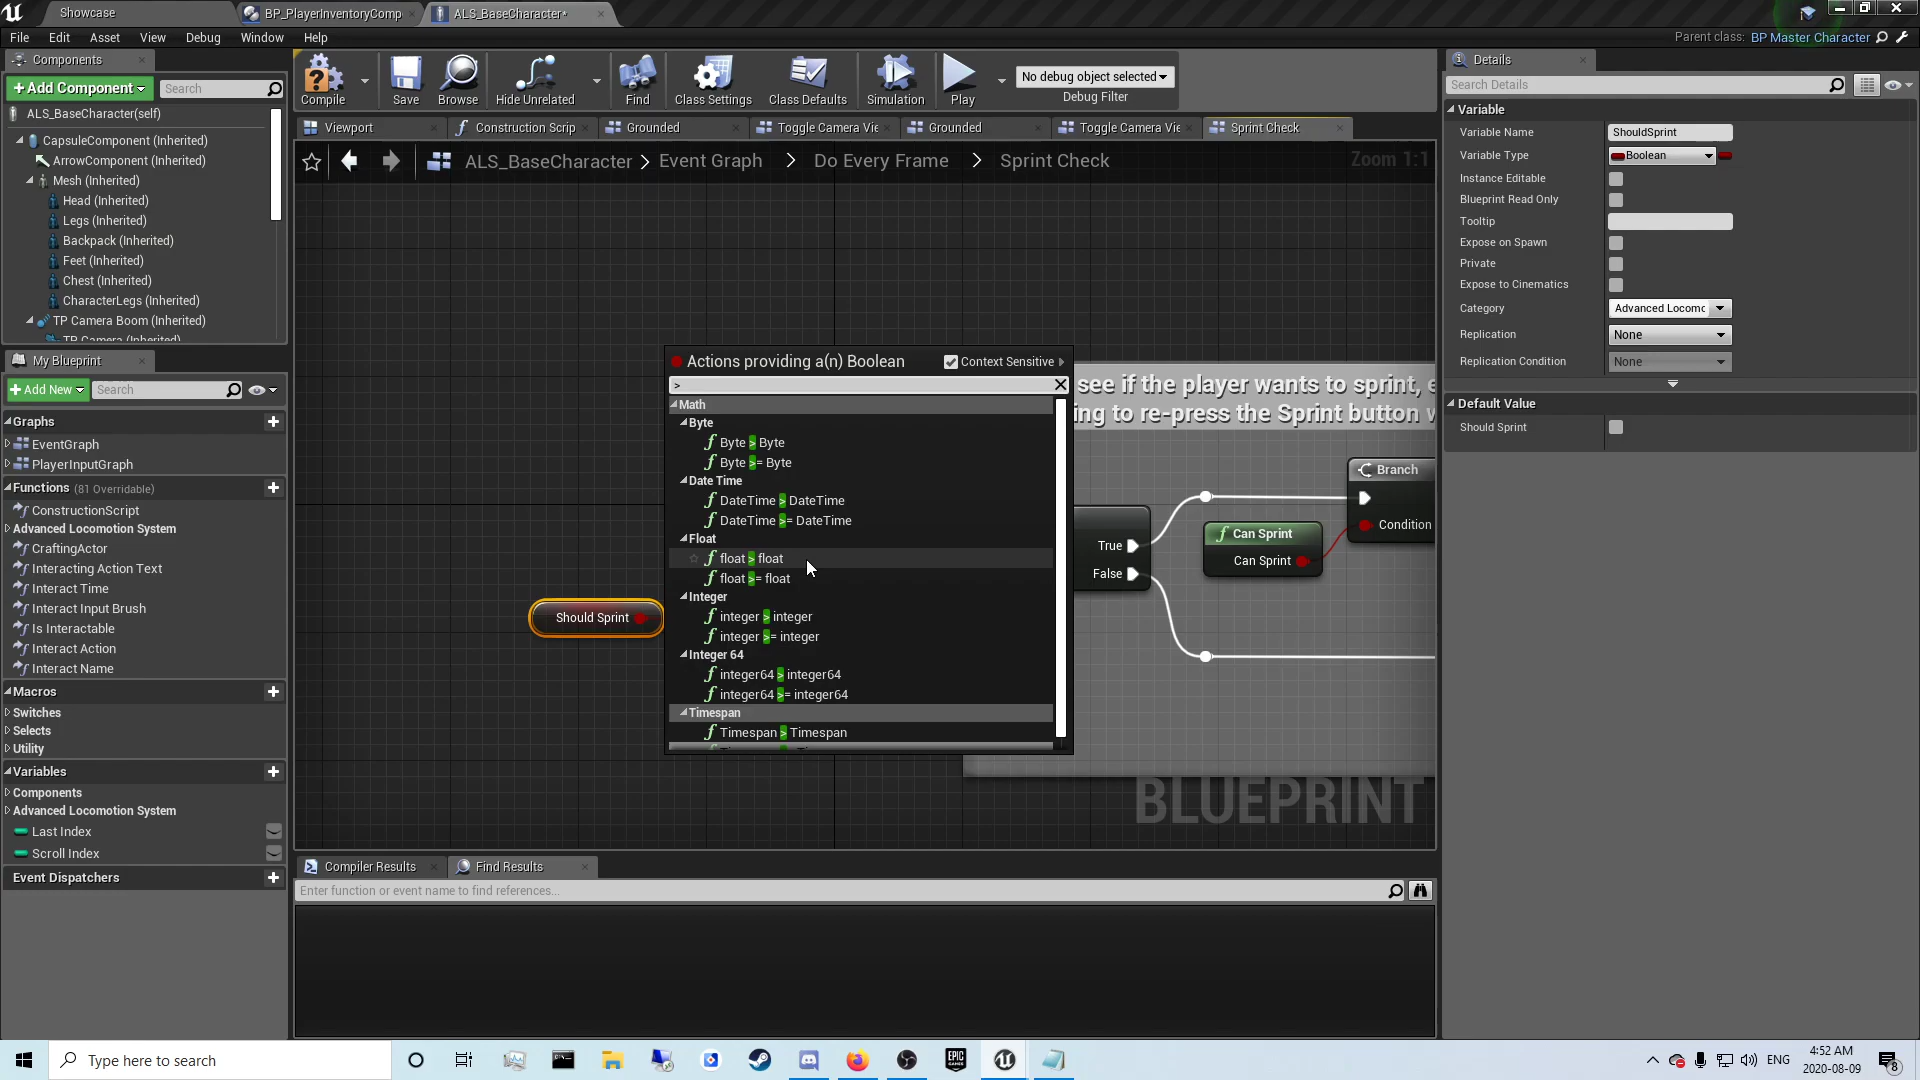 Showcase
BP_PlayerInventoryComp
ALS_BaseCharacter*
File Edit Asset View Debug Window Help
Parent class: BP Master Character
Components
+ Add Component
Search
ALS_BaseCharacter(self)
CapsuleComponent (Inherited)
ArrowComponent (Inherited)
Mesh (Inherited)
Head (Inherited)
Legs (Inherited)
Backpack (Inherited)
Feet (Inherited)
Chest (Inherited)
CharacterLegs (Inherited)
TP Camera Boom (Inherited)
TP Camera (Inherited)
Compile
Save
Browse
Hide Unrelated
Find
Class Settings
Class Defaults
Simulation
Play
No debug object selected
Debug Filter
Viewport
Construction Scrip
Grounded
Toggle Camera Vie
Grounded
Toggle Camera Vie
Sprint Check
ALS_BaseCharacter > Event Graph > Do Every Frame > Sprint Check
Zoom 1:1
My Blueprint
+ Add New
Search
Graphs
EventGraph
PlayerInputGraph
Functions (81 Overridable)
ConstructionScript
Advanced Locomotion System
CraftingActor
Interacting Action Text
Interact Time
Interact Input Brush
Is Interactable
Interact Action
Interact Name
Macros
Switches
Selects
Utility
Variables
Components
Advanced Locomotion System
Last Index
Scroll Index
Event Dispatchers
Should Sprint
Actions providing a(n) Boolean
Context Sensitive
>
Math
Byte
Byte > Byte
Byte >= Byte
Date Time
DateTime > DateTime
DateTime >= DateTime
Float
float > float
float >= float
Integer
integer > integer
integer >= integer
Integer 64
integer64 > integer64
integer64 >= integer64
Timespan
Timespan > Timespan
see if the player wants to sprint, e
ing to re-press the Sprint button w
True
False
Can Sprint
Can Sprint
Branch
Condition
BLUEPRINT
Compiler Results
Find Results
Enter function or event name to find references...
Details
Search Details
Variable
Variable Name ShouldSprint
Variable Type Boolean
Instance Editable
Blueprint Read Only
Tooltip
Expose on Spawn
Private
Expose to Cinematics
Category Advanced Locomc
Replication None
Replication Condition None
Default Value
Should Sprint
Type here to search
EPIC GAMES
ENG
4:52 AM
2020-08-09
8